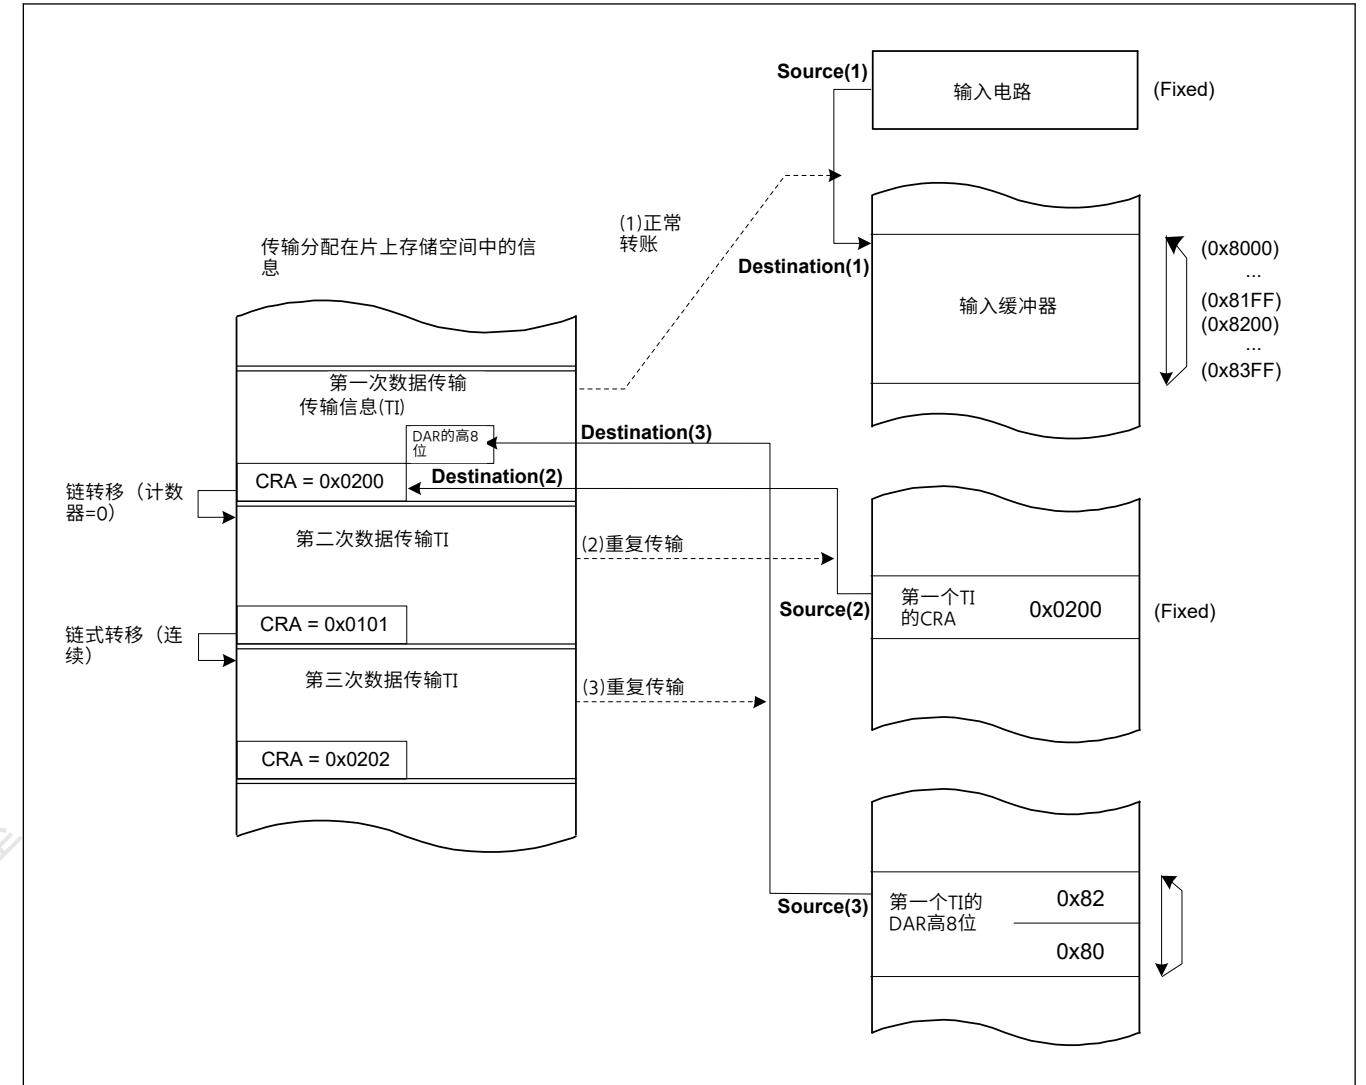 Source(1)
输入电路
(Fixed)
(1)正常
转账
传输分配在片上存储空间中的信
息
Destination(1)
输入缓冲器
(0x8000)
...
(0x81FF)
(0x8200)
...
(0x83FF)
第一次数据传输
传输信息(TI)
DAR的高8
位
Destination(3)
CRA = 0x0200
Destination(2)
链转移（计数
器=0）
第二次数据传输TI
(2)重复传输
Source(2)
第一个TI
的CRA
0x0200
(Fixed)
CRA = 0x0101
链式转移（连
续）
第三次数据传输TI
(3)重复传输
CRA = 0x0202
Source(3)
第一个TI的
DAR高8位
0x82
0x80